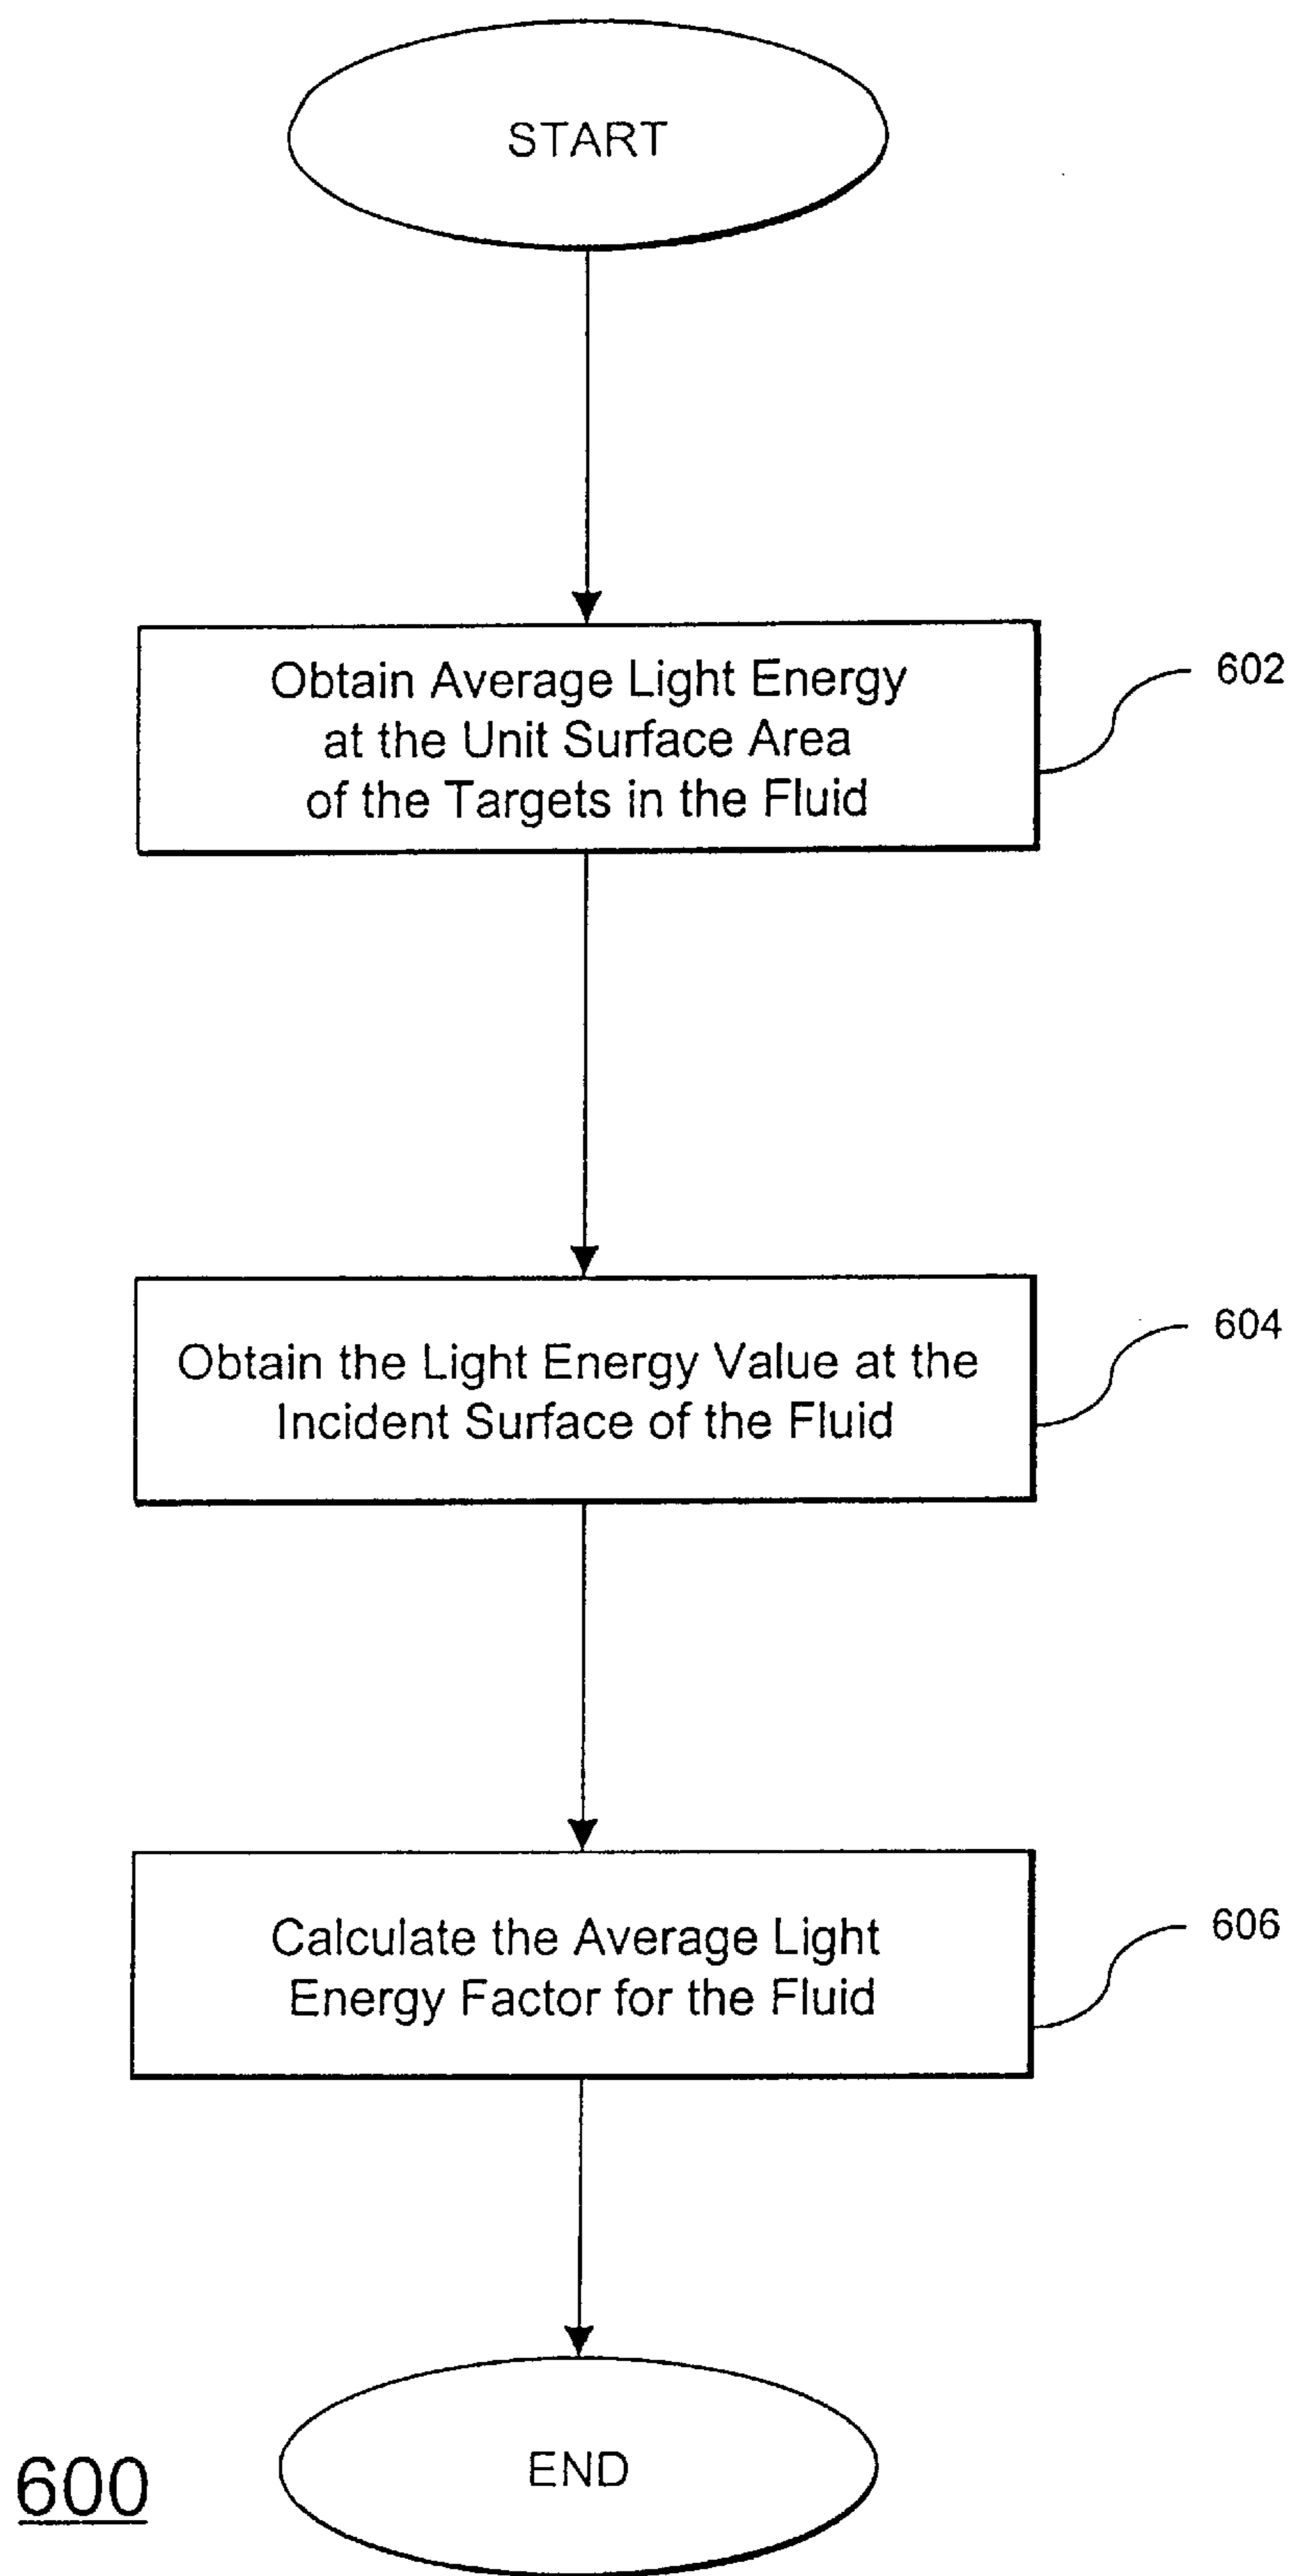 START
Obtain Average Light Energy
at the Unit Surface Area
of the Targets in the Fluid
602
Obtain the Light Energy Value at the
Incident Surface of the Fluid
604
Calculate the Average Light
Energy Factor for the Fluid
606
END
600